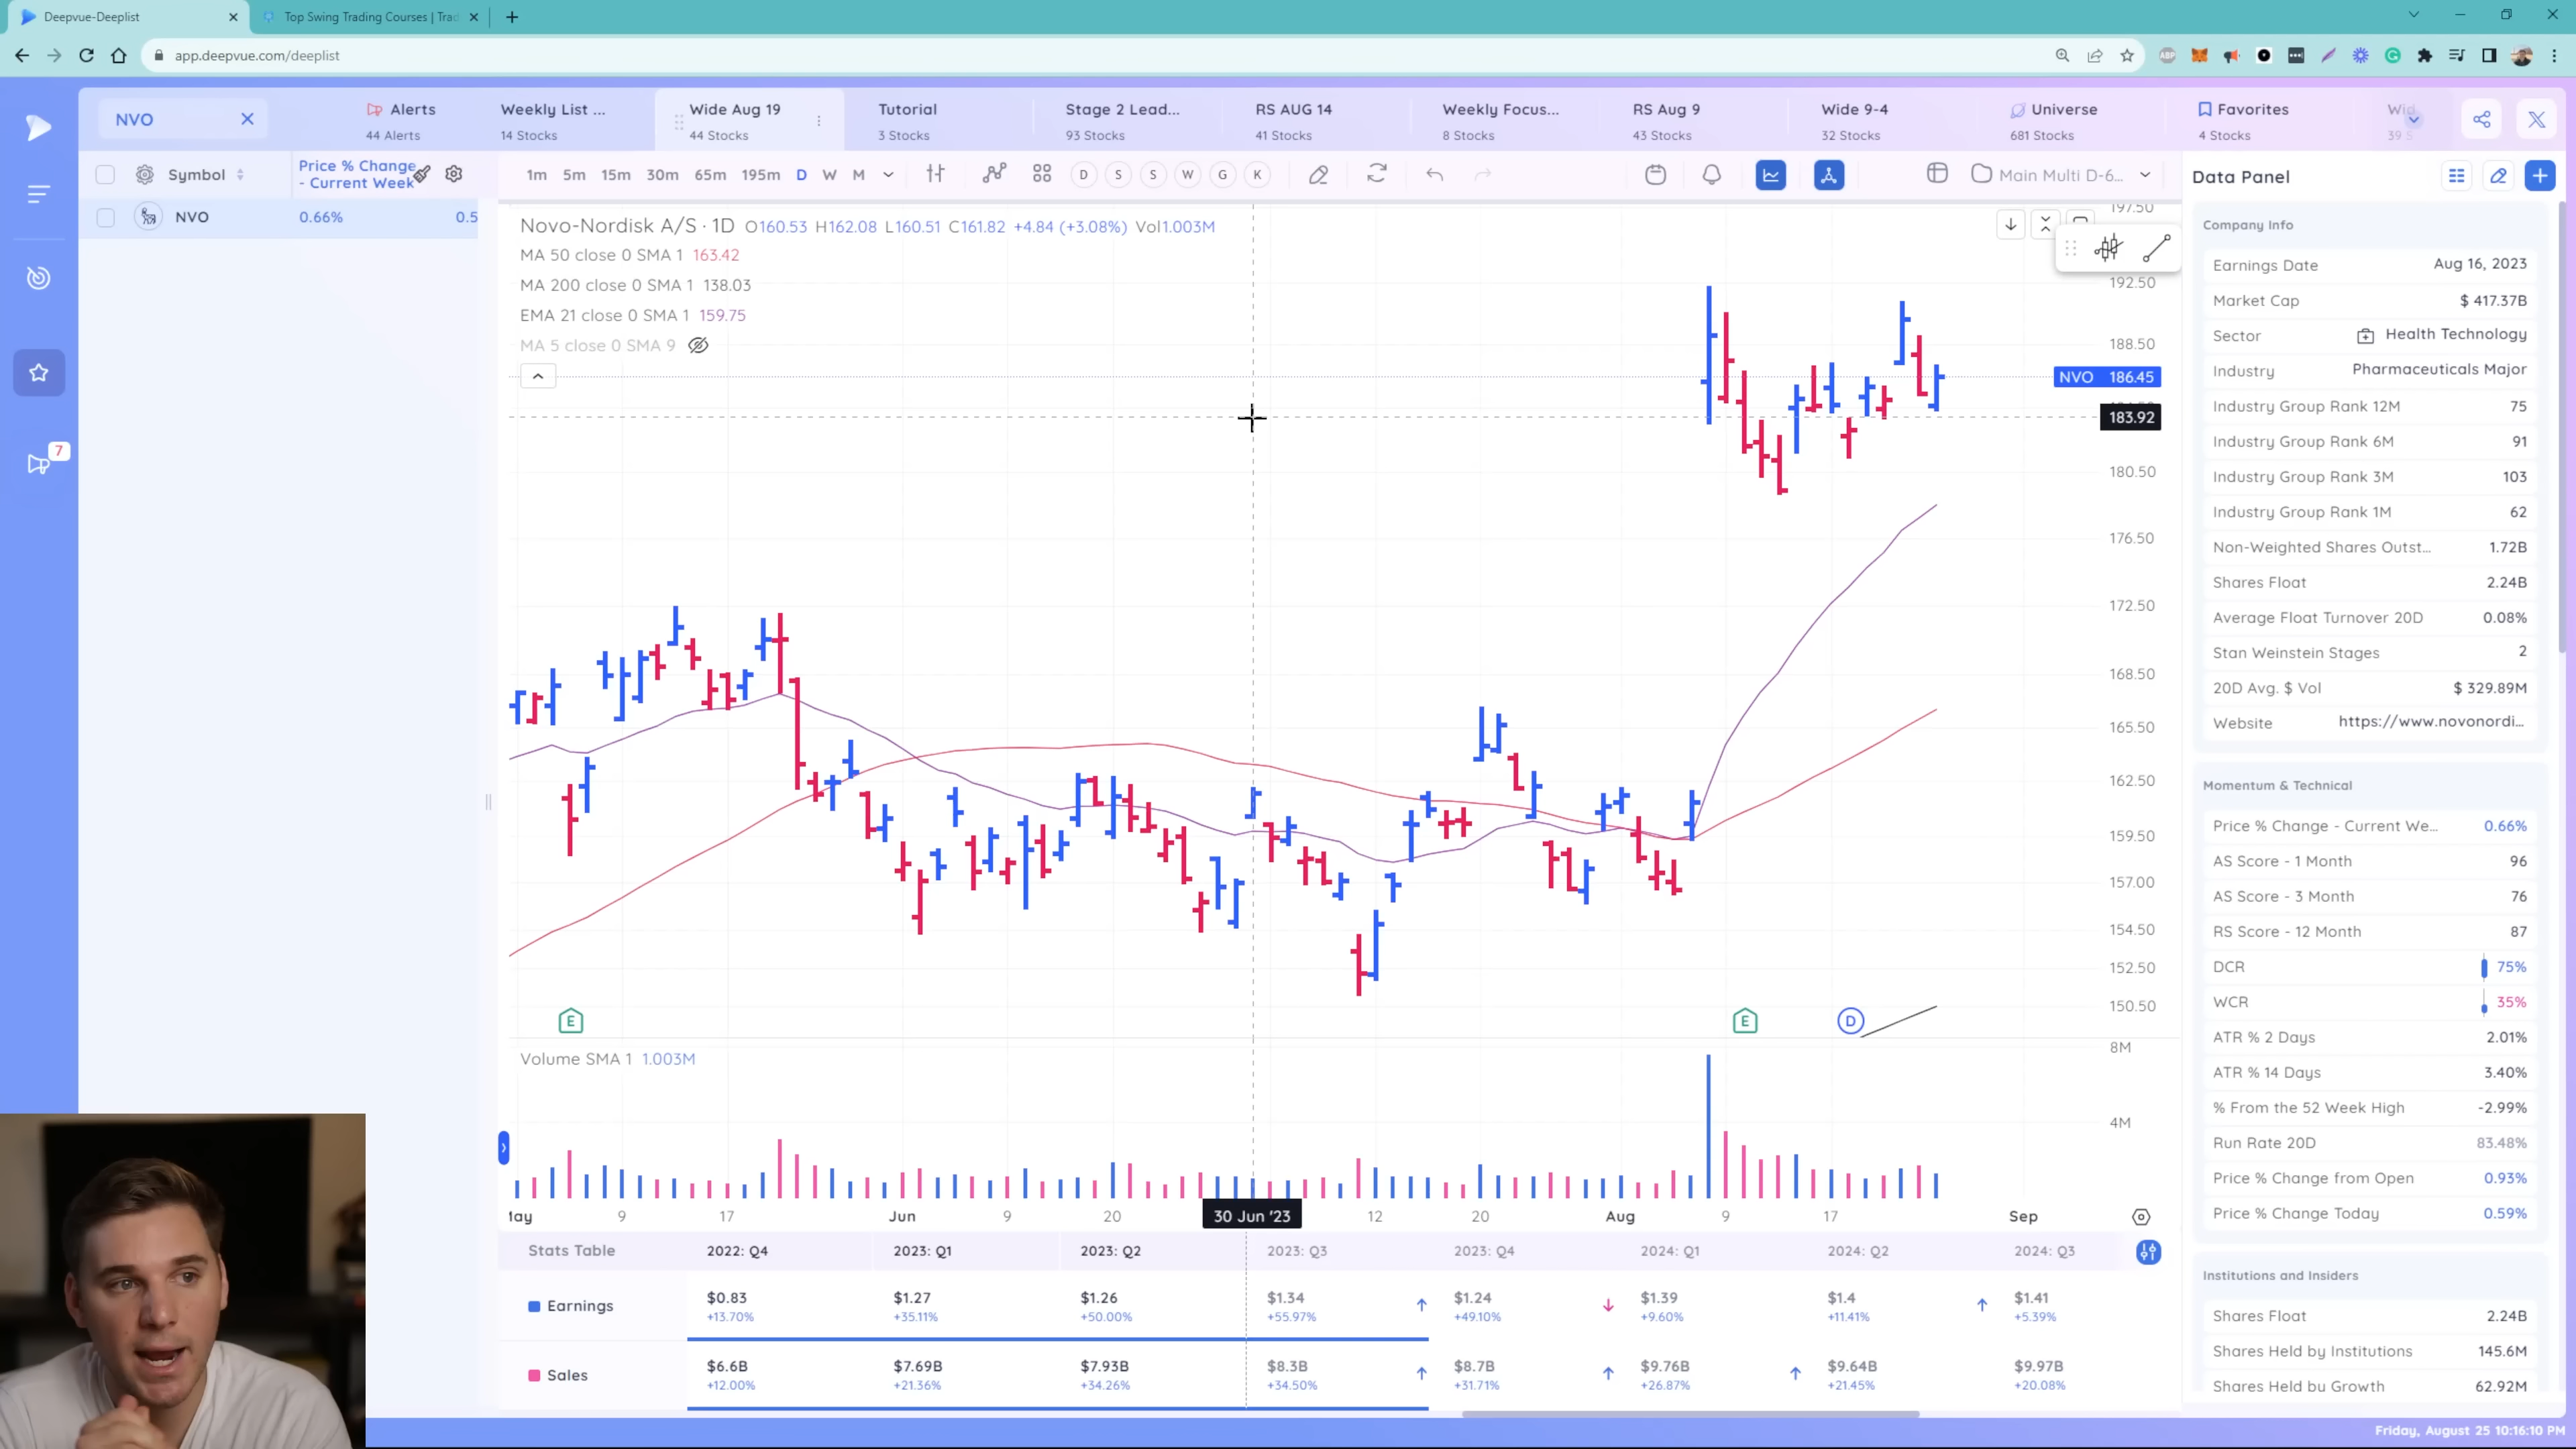 Deepvue-Deeplist
Top Swing Trading Courses | Trad
app.deepvue.com/deeplist
NVO
Alerts
44 Alerts
Weekly List ...
14 Stocks
Wide Aug 19
44 Stocks
Tutorial
3 Stocks
Stage 2 Lead...
93 Stocks
RS AUG 14
41 Stocks
Weekly Focus...
8 Stocks
RS Aug 9
43 Stocks
Wide 9-4
32 Stocks
Universe
681 Stocks
Favorites
4 Stocks
Wid
39 S
Symbol
Price % Change - Current Week
NVO 0.66% 0.5
7
1m 5m 15m 30m 65m 195m D W M
D S S W G K
Main Multi D-6...
Novo-Nordisk A/S · 1D O160.53 H162.08 L160.51 C161.82 +4.84 (+3.08%) Vol1.003M
MA 50 close 0 SMA 1 163.42
MA 200 close 0 SMA 1 138.03
EMA 21 close 0 SMA 1 159.75
MA 5 close 0 SMA 9
197.50
192.50
188.50
NVO 186.45
183.92
180.50
176.50
172.50
168.50
165.50
162.50
159.50
157.00
154.50
152.50
150.50
E
E
D
Volume SMA 1 1.003M
8M
4M
1ay 9 17 Jun 9 20 30 Jun '23 12 20 Aug 9 17 Sep
Stats Table 2022: Q4 2023: Q1 2023: Q2 2023: Q3 2023: Q4 2024: Q1 2024: Q2 2024: Q3
Earnings $0.83 $1.27 $1.26 $1.34 $1.24 $1.39 $1.4 $1.41
+13.70% +35.11% +50.00% +55.97% +49.10% +9.60% +11.41% +5.39%
Sales $6.6B $7.69B $7.93B $8.3B $8.7B $9.76B $9.64B $9.97B
+12.00% +21.36% +34.26% +34.50% +31.71% +26.87% +21.45% +20.08%
Data Panel
Company Info
Earnings Date Aug 16, 2023
Market Cap $ 417.37B
Sector Health Technology
Industry Pharmaceuticals Major
Industry Group Rank 12M 75
Industry Group Rank 6M 91
Industry Group Rank 3M 103
Industry Group Rank 1M 62
Non-Weighted Shares Outst... 1.72B
Shares Float 2.24B
Average Float Turnover 20D 0.08%
Stan Weinstein Stages 2
20D Avg. $ Vol $ 329.89M
Website https://www.novonordi...
Momentum & Technical
Price % Change - Current We... 0.66%
AS Score - 1 Month 96
AS Score - 3 Month 76
RS Score - 12 Month 87
DCR 75%
WCR 35%
ATR % 2 Days 2.01%
ATR % 14 Days 3.40%
% From the 52 Week High -2.99%
Run Rate 20D 83.48%
Price % Change from Open 0.93%
Price % Change Today 0.59%
Institutions and Insiders
Shares Float 2.24B
Shares Held by Institutions 145.6M
Shares Held by Growth 62.92M
Friday, August 25 10:16:10 PM